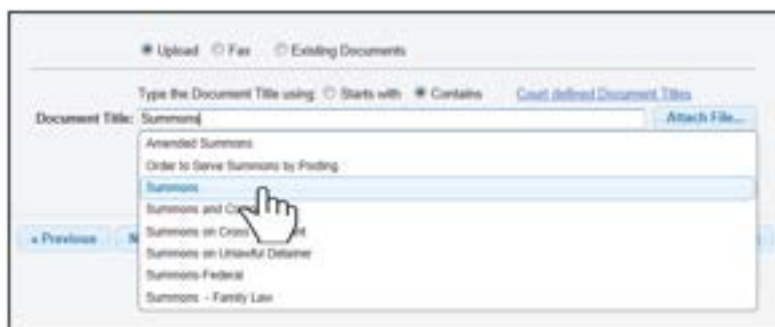 Upload Fax Existing Documents
Type the Document Title using: Starts with Contains Court defined Document Titles
Document Title: Summons Attach File...
Amended Summons
Order to Serve Summons by Posting
Summons
Summons and
Summons on Cross
« Previous
Summons on Unlawful Detainer
Summons-Federal
Summons - Family Law